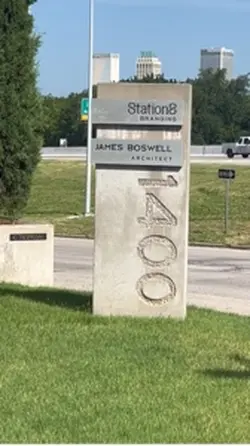 Station8
BRANDING
JAMES BOSWELL
ARCHITECT
1400